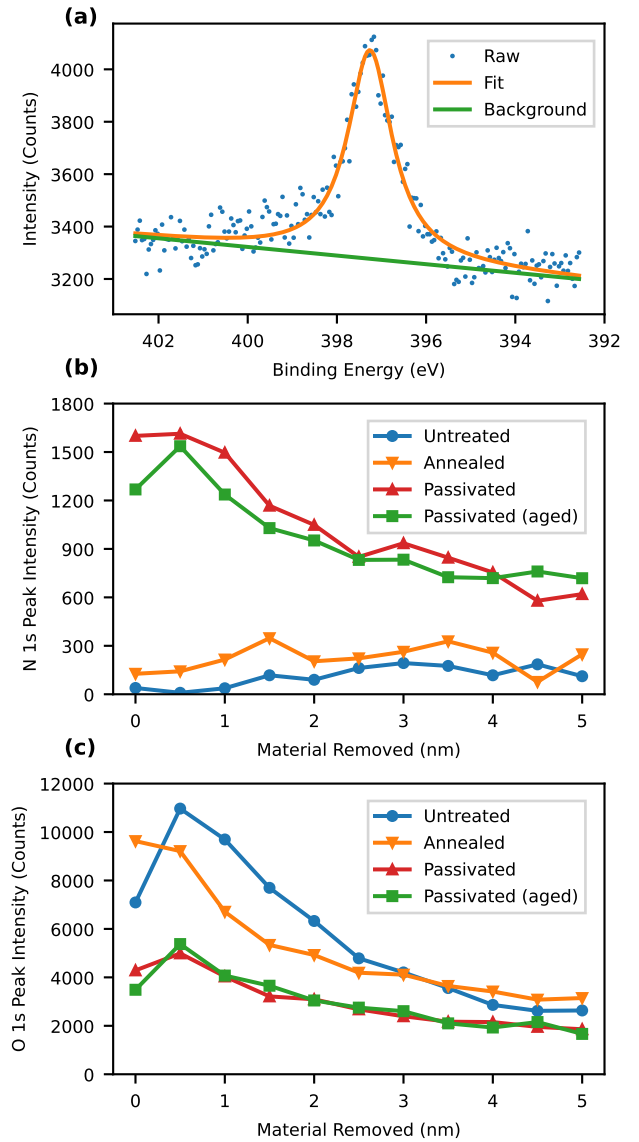 (a)
Intensity (Counts)
4000
3800
3600
3400
3200
Raw
Fit
Background
402 400 398 396 394 392
Binding Energy (eV)
(b)
N 1s Peak Intensity (Counts)
1800
1500
1200
900
600
300
0
Untreated
Annealed
Passivated
Passivated (aged)
0 1 2 3 4 5
Material Removed (nm)
(c)
O 1s Peak Intensity (Counts)
12000
10000
8000
6000
4000
2000
0
Untreated
Annealed
Passivated
Passivated (aged)
0 1 2 3 4 5
Material Removed (nm)